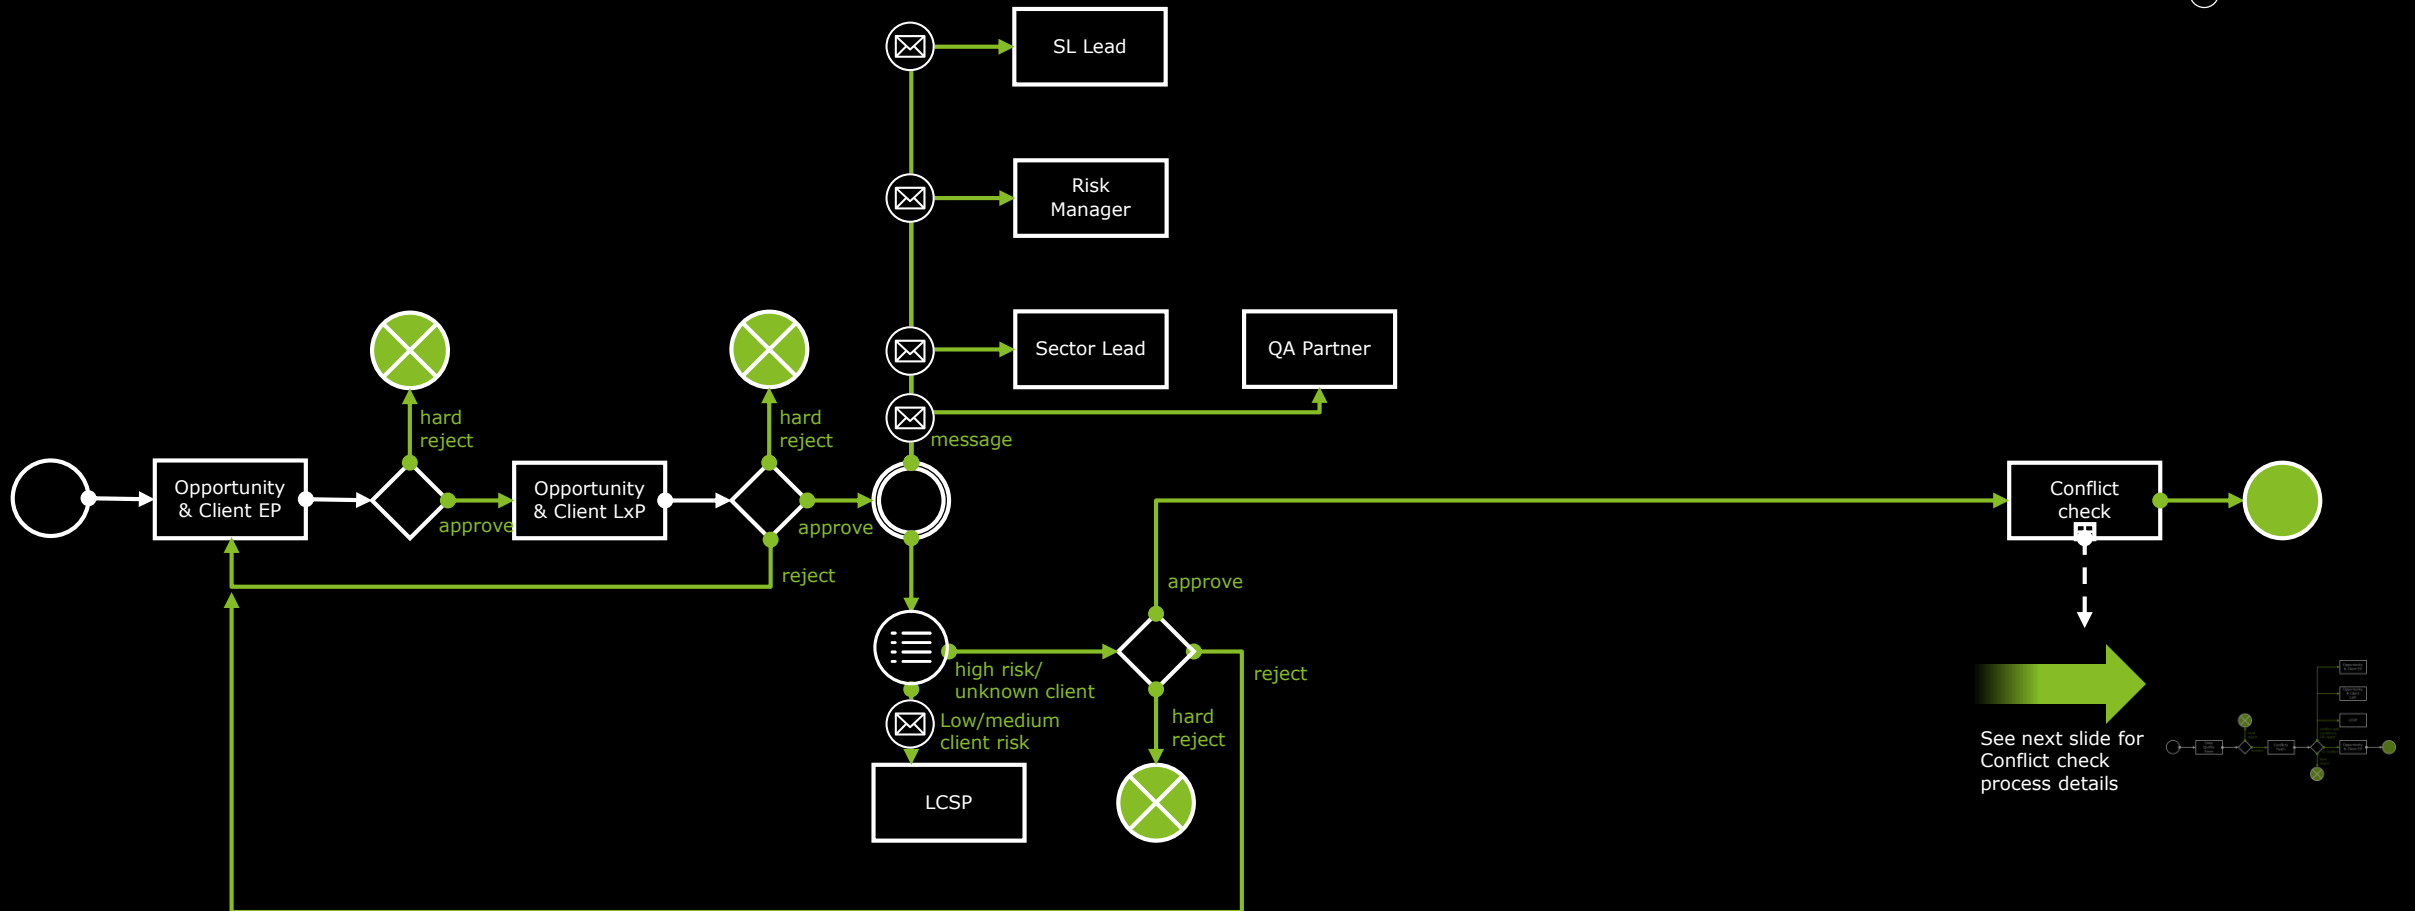 SL Lead
Risk
Manager
Sector Lead
QA Partner
hard
reject
hard
reject
message
Opportunity
& Client EP
approve
Opportunity
& Client LxP
approve
reject
Conflict
check
approve
high risk/
unknown client
reject
Low/medium
client risk
hard
reject
LCSP
See next slide for
Conflict check
process details